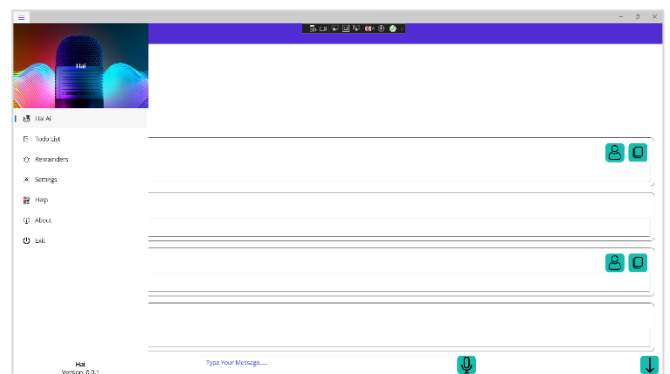 Hai
Hai Ai
Todo List
Remainders
Settings
Help
About
Exit
Type Your Message.....
Hai
Version 0.0.1